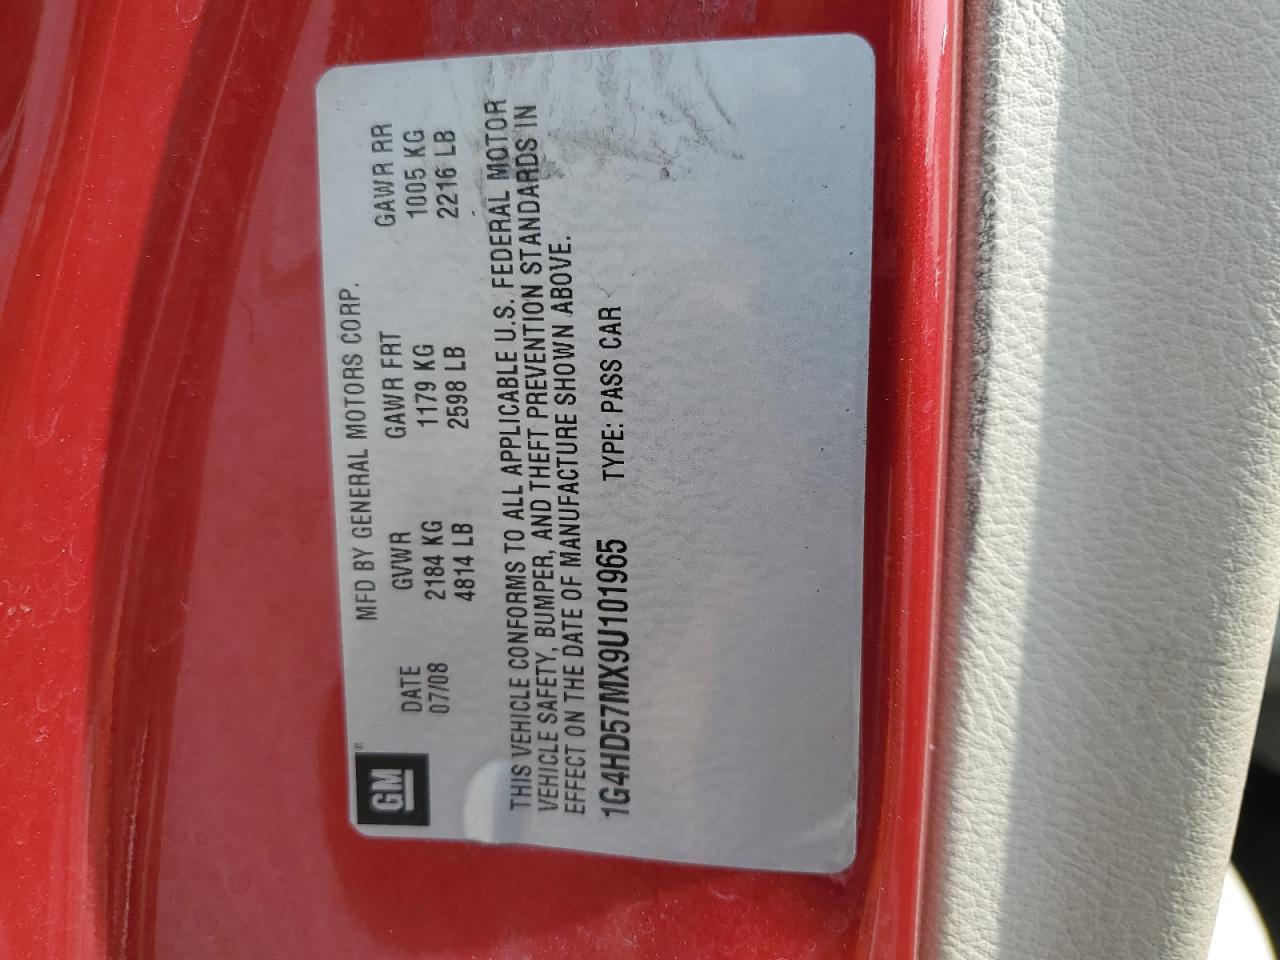 GM®
MFD BY GENERAL MOTORS CORP.
DATE GVWR GAWR FRT GAWR RR
07/08 2184 KG 1179 KG 1005 KG
4814 LB 2598 LB 2216 LB
THIS VEHICLE CONFORMS TO ALL APPLICABLE U.S. FEDERAL MOTOR
VEHICLE SAFETY, BUMPER, AND THEFT PREVENTION STANDARDS IN
EFFECT ON THE DATE OF MANUFACTURE SHOWN ABOVE.
1G4HD57MX9U101965 TYPE: PASS CAR